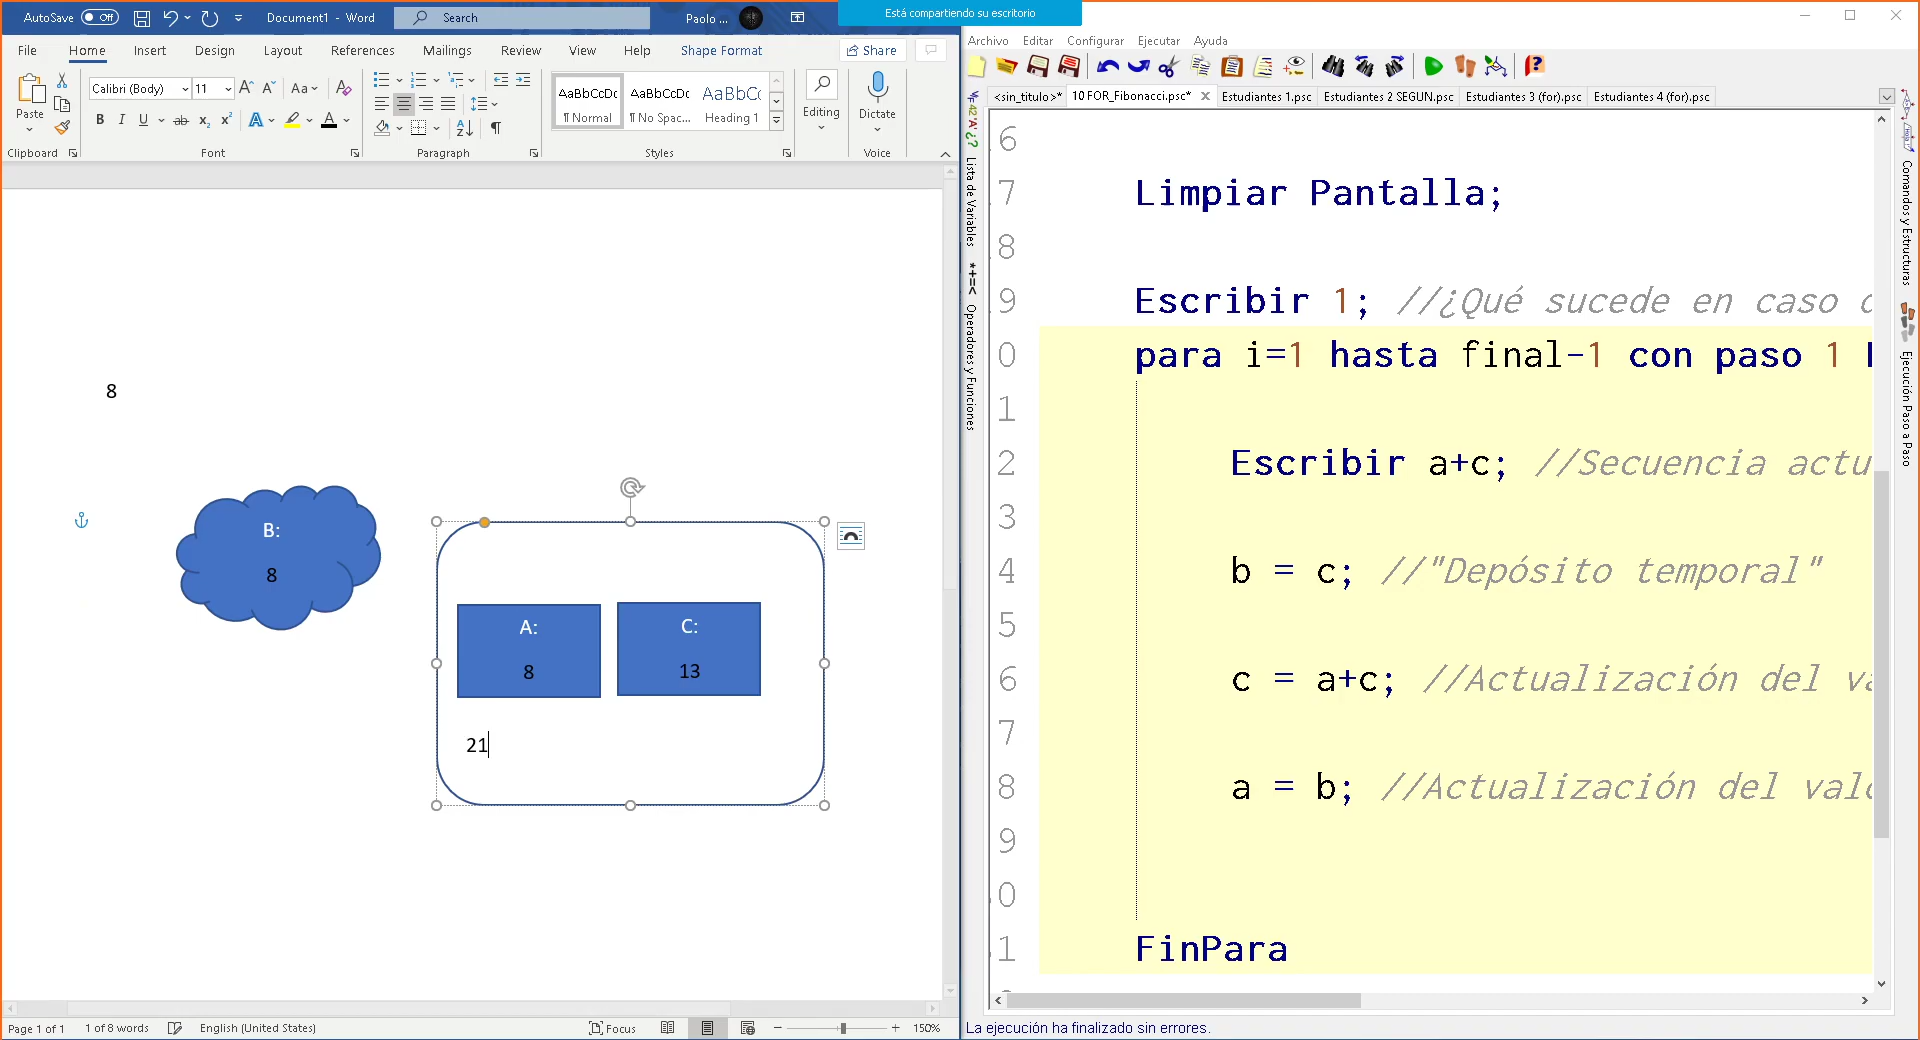 AutoSave Off Document1 - Word Search Paolo ...
Está compartiendo su escritorio
File Home Insert Design Layout References Mailings Review View Help Shape Format Share
Paste
Calibri (Body) 11
Aa
B I U ab x₂ x² A A
AaBbCcDc AaBbCcDc AaBbCc
¶ Normal ¶ No Spac... Heading 1
Editing
Dictate
Clipboard Font Paragraph Styles Voice
8
B:
8
A:
8
C:
13
21
Page 1 of 1 1 of 8 words English (United States) Focus 150%
Archivo Editar Configurar Ejecutar Ayuda
<sin_titulo>* 10 FOR_Fibonacci.psc* Estudiantes 1.psc Estudiantes 2 SEGUN.psc Estudiantes 3 (for).psc Estudiantes 4 (for).psc
Lista de Variables
*+=< Operadores y Funciones
6
7 Limpiar Pantalla;
8
9 Escribir 1; //¿Qué sucede en caso
0 para i=1 hasta final-1 con paso 1
1
2 Escribir a+c; //Secuencia actu
3
4 b = c; //"Depósito temporal"
5
6 c = a+c; //Actualización del va
7
8 a = b; //Actualización del valo
9
0
1 FinPara
Comandos y Estructuras
Ejecución Paso a Paso
La ejecución ha finalizado sin errores.